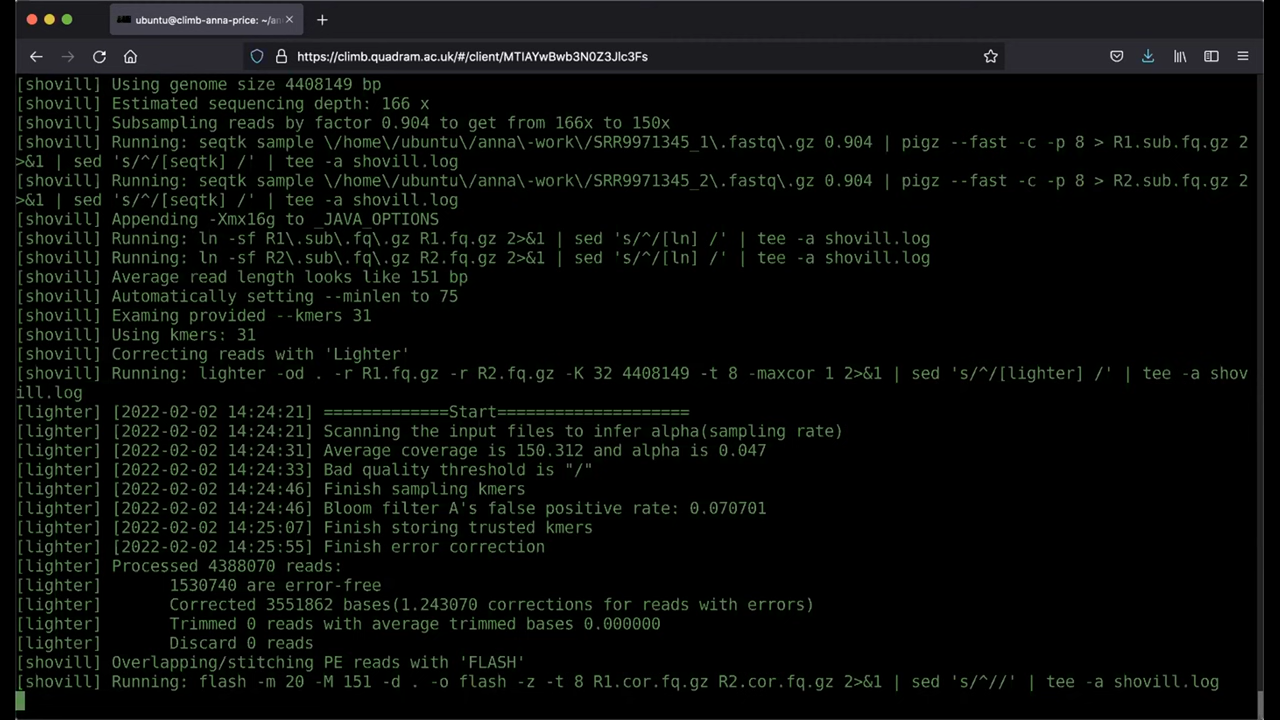 ubuntu@climb-anna-price: ~/an
https://climb.quadram.ac.uk/#/client/MTIAYwBwb3N0Z3Jlc3Fs
[shovill] Using genome size 4408149 bp
[shovill] Estimated sequencing depth: 166 x
[shovill] Subsampling reads by factor 0.904 to get from 166x to 150x
[shovill] Running: seqtk sample \/home\/ubuntu\/anna\-work\/SRR9971345_1\.fastq\.gz 0.904 | pigz --fast -c -p 8 > R1.sub.fq.gz 2
>&1 | sed 's/^/[seqtk] /' | tee -a shovill.log
[shovill] Running: seqtk sample \/home\/ubuntu\/anna\-work\/SRR9971345_2\.fastq\.gz 0.904 | pigz --fast -c -p 8 > R2.sub.fq.gz 2
>&1 | sed 's/^/[seqtk] /' | tee -a shovill.log
[shovill] Appending -Xmx16g to _JAVA_OPTIONS
[shovill] Running: ln -sf R1\.sub\.fq\.gz R1.fq.gz 2>&1 | sed 's/^/[ln] /' | tee -a shovill.log
[shovill] Running: ln -sf R2\.sub\.fq\.gz R2.fq.gz 2>&1 | sed 's/^/[ln] /' | tee -a shovill.log
[shovill] Average read length looks like 151 bp
[shovill] Automatically setting --minlen to 75
[shovill] Examing provided --kmers 31
[shovill] Using kmers: 31
[shovill] Correcting reads with 'Lighter'
[shovill] Running: lighter -od . -r R1.fq.gz -r R2.fq.gz -K 32 4408149 -t 8 -maxcor 1 2>&1 | sed 's/^/[lighter] /' | tee -a shov
ill.log
[lighter] [2022-02-02 14:24:21] =============Start====================
[lighter] [2022-02-02 14:24:21] Scanning the input files to infer alpha(sampling rate)
[lighter] [2022-02-02 14:24:31] Average coverage is 150.312 and alpha is 0.047
[lighter] [2022-02-02 14:24:33] Bad quality threshold is "/"
[lighter] [2022-02-02 14:24:46] Finish sampling kmers
[lighter] [2022-02-02 14:24:46] Bloom filter A's false positive rate: 0.070701
[lighter] [2022-02-02 14:25:07] Finish storing trusted kmers
[lighter] [2022-02-02 14:25:55] Finish error correction
[lighter] Processed 4388070 reads:
[lighter] 1530740 are error-free
[lighter] Corrected 3551862 bases(1.243070 corrections for reads with errors)
[lighter] Trimmed 0 reads with average trimmed bases 0.000000
[lighter] Discard 0 reads
[shovill] Overlapping/stitching PE reads with 'FLASH'
[shovill] Running: flash -m 20 -M 151 -d . -o flash -z -t 8 R1.cor.fq.gz R2.cor.fq.gz 2>&1 | sed 's/^//' | tee -a shovill.log